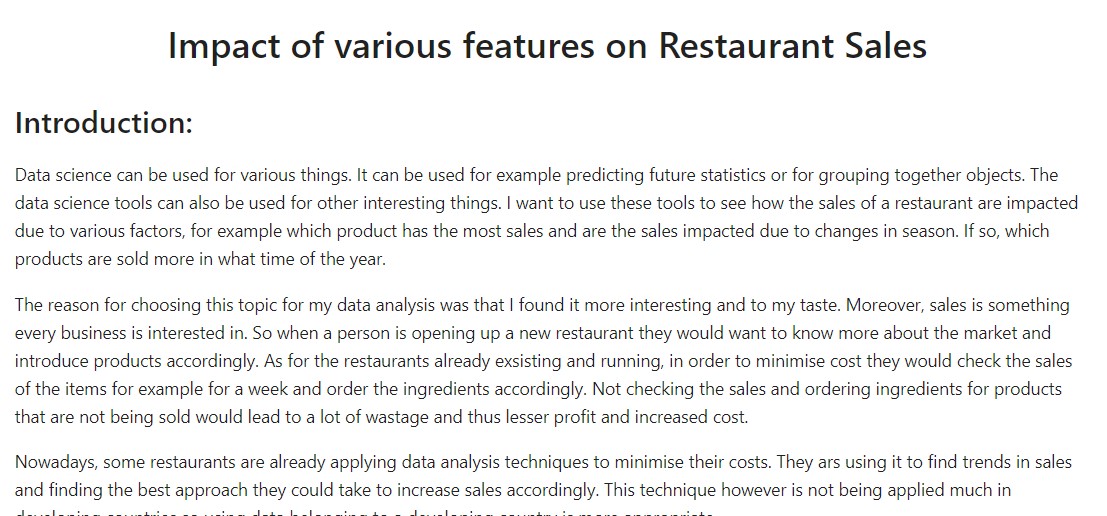 Impact of various features on Restaurant Sales
Introduction:
Data science can be used for various things. It can be used for example predicting future statistics or for grouping together objects. The
data science tools can also be used for other interesting things. I want to use these tools to see how the sales of a restaurant are impacted
due to various factors, for example which product has the most sales and are the sales impacted due to changes in season. If so, which
products are sold more in what time of the year.
The reason for choosing this topic for my data analysis was that I found it more interesting and to my taste. Moreover, sales is something
every business is interested in. So when a person is opening up a new restaurant they would want to know more about the market and
introduce products accordingly. As for the restaurants already exsisting and running, in order to minimise cost they would check the sales
of the items for example for a week and order the ingredients accordingly. Not checking the sales and ordering ingredients for products
that are not being sold would lead to a lot of wastage and thus lesser profit and increased cost.
Nowadays, some restaurants are already applying data analysis techniques to minimise their costs. They ars using it to find trends in sales
and finding the best approach they could take to increase sales accordingly. This technique however is not being applied much in